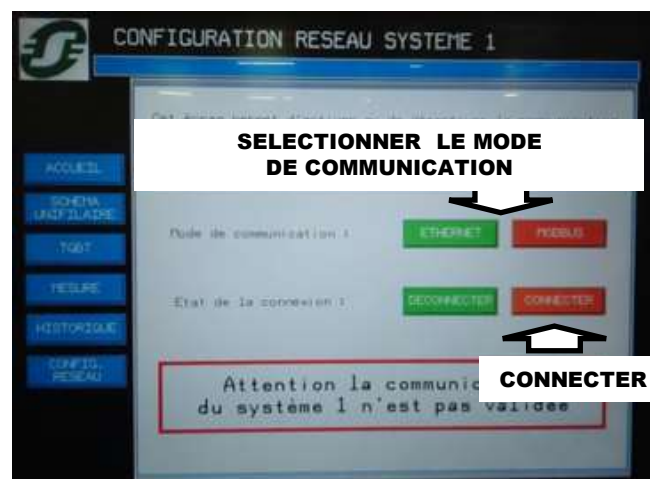 CONFIGURATION RESEAU SYSTEME 1
SELECTIONNER LE MODE
DE COMMUNICATION
ACCUEIL
SCHEMA
UNIFILAIRE
TGBT
MESURE
HISTORIQUE
CONFIG.
RESEAU
Mode de communication :
ETHERNET
MODBUS
Etat de la connexion :
DECONNECTER
CONNECTER
CONNECTER
Attention la
du système 1 n'est pas validée